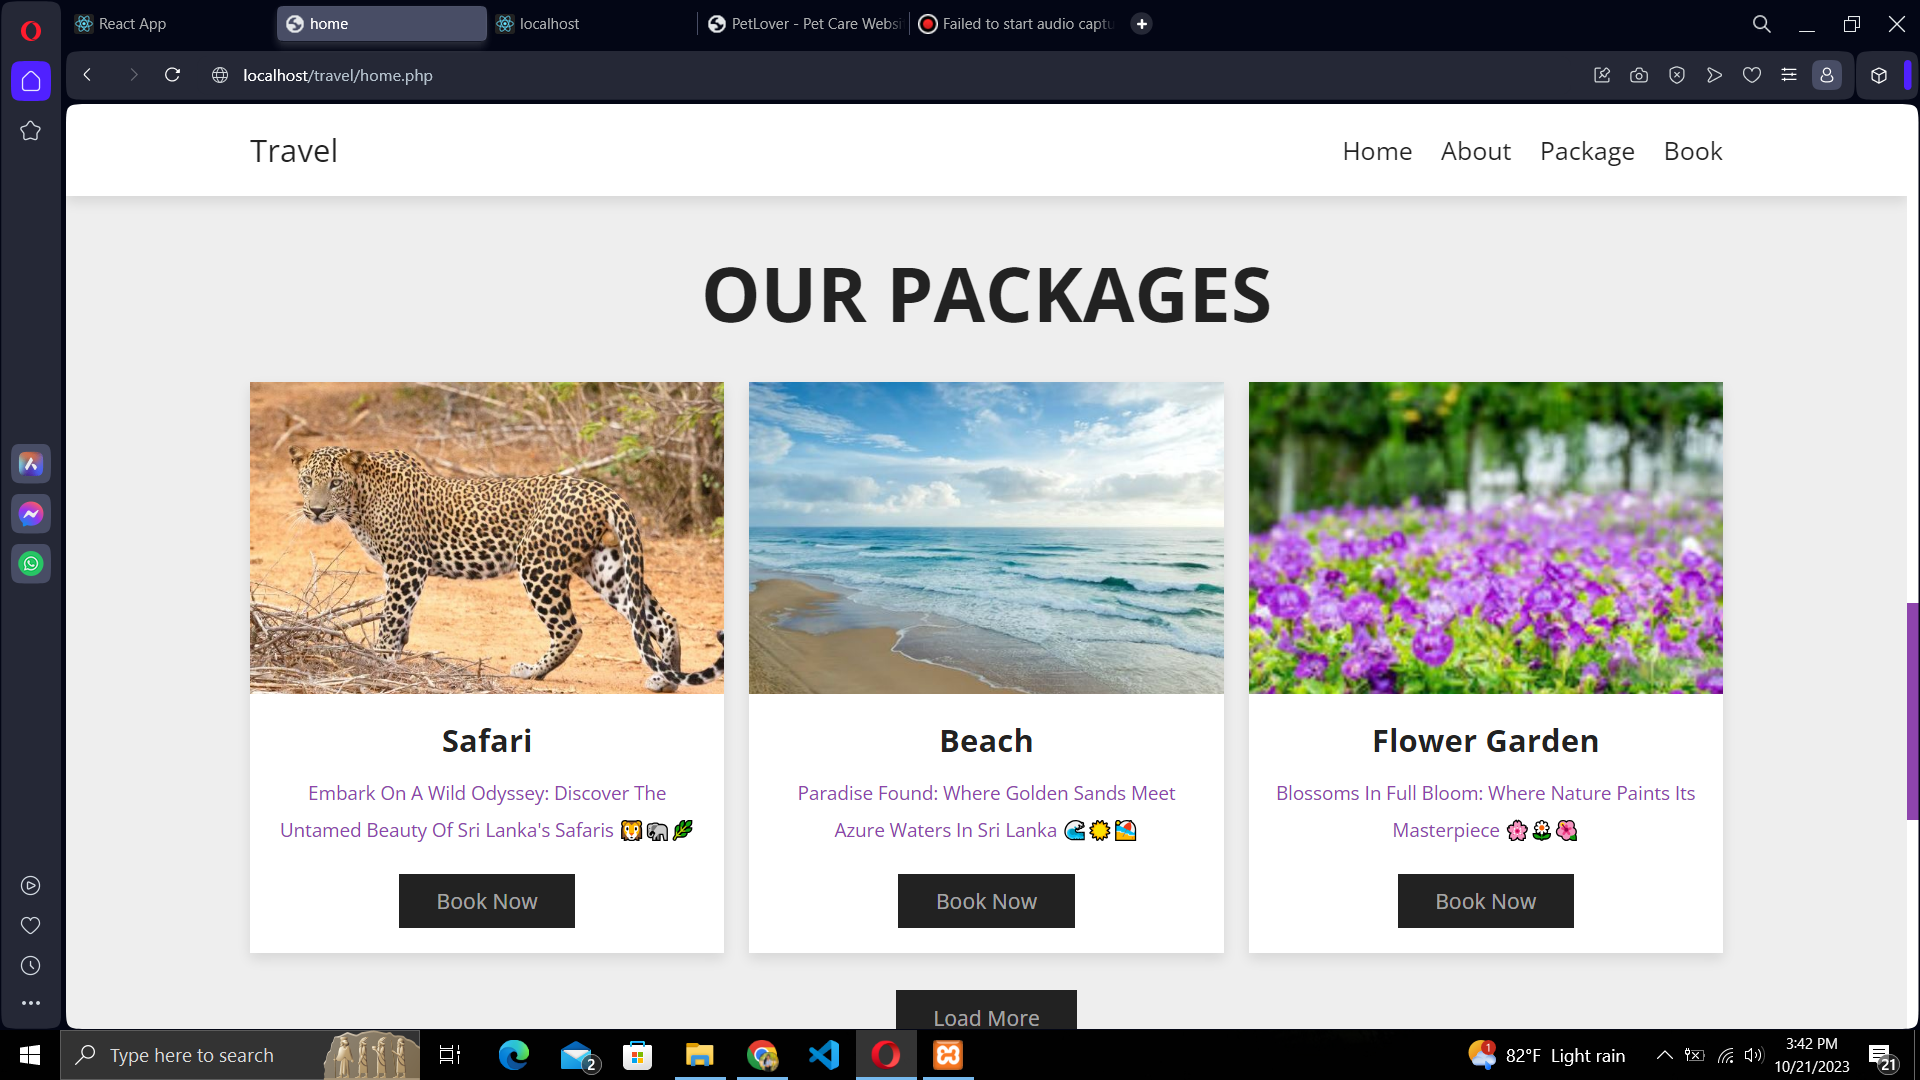 React App
home
localhost
PetLover - Pet Care Websi
Failed to start audio captu
localhost/travel/home.php
Travel
Home
About
Package
Book
OUR PACKAGES
Safari
Embark On A Wild Odyssey: Discover The
Untamed Beauty Of Sri Lanka's Safaris 🦁🐘🌿
Book Now
Beach
Paradise Found: Where Golden Sands Meet
Azure Waters In Sri Lanka 🌊☀️🏖️
Book Now
Flower Garden
Blossoms In Full Bloom: Where Nature Paints Its
Masterpiece 🌸🌼🌺
Book Now
Load More
Type here to search
2
1
82°F Light rain
3:42 PM
10/21/2023
21